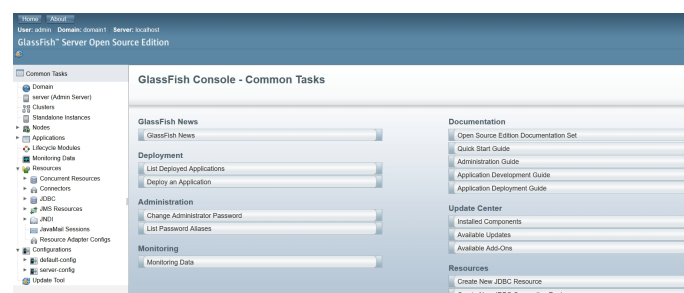 Home About...
User: admin Domain: domain1 Server: localhost
GlassFish™ Server Open Source Edition
Common Tasks
Domain
server (Admin Server)
Clusters
Standalone Instances
Nodes
Applications
Lifecycle Modules
Monitoring Data
Resources
Concurrent Resources
Connectors
JDBC
JMS Resources
JNDI
JavaMail Sessions
Resource Adapter Configs
Configurations
default-config
server-config
Update Tool
GlassFish Console - Common Tasks
GlassFish News
GlassFish News
Deployment
List Deployed Applications
Deploy an Application
Administration
Change Administrator Password
List Password Aliases
Monitoring
Monitoring Data
Documentation
Open Source Edition Documentation Set
Quick Start Guide
Administration Guide
Application Development Guide
Application Deployment Guide
Update Center
Installed Components
Available Updates
Available Add-Ons
Resources
Create New JDBC Resource